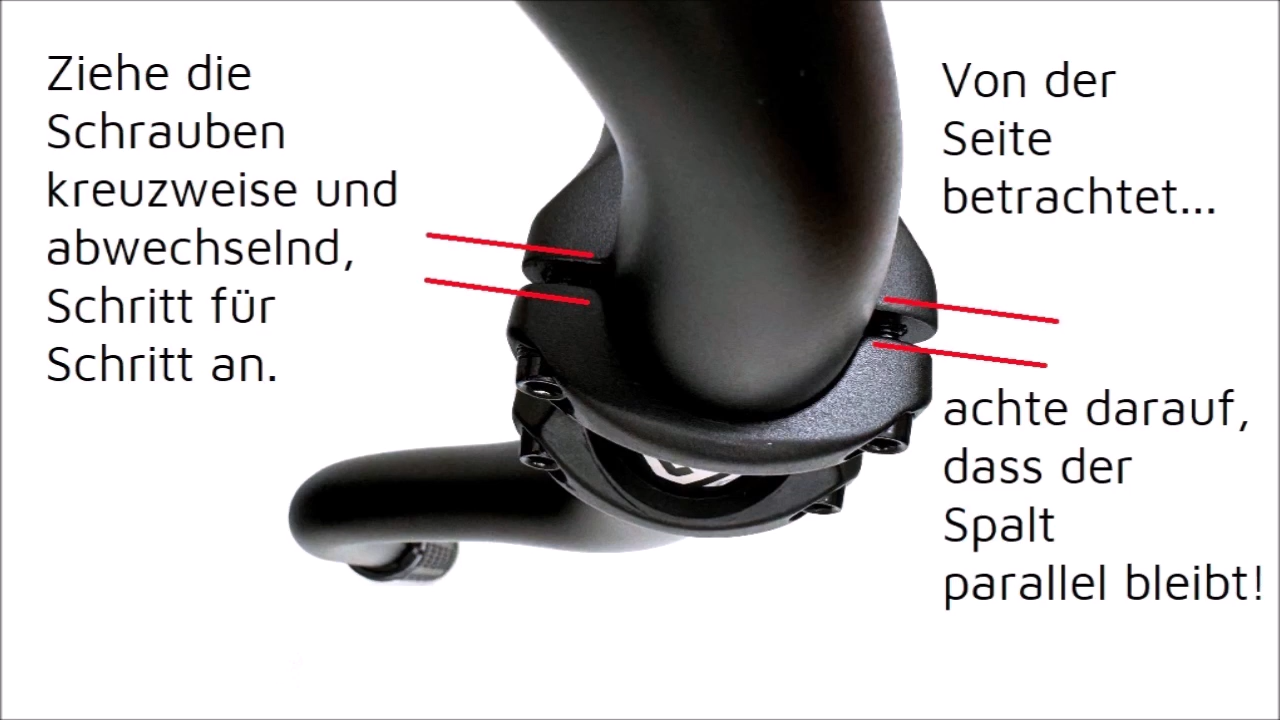 Ziehe die
Schrauben
kreuzweise und
abwechselnd,
Schritt für
Schritt an.
Von der
Seite
betrachtet...
achte darauf,
dass der
Spalt
parallel bleibt!